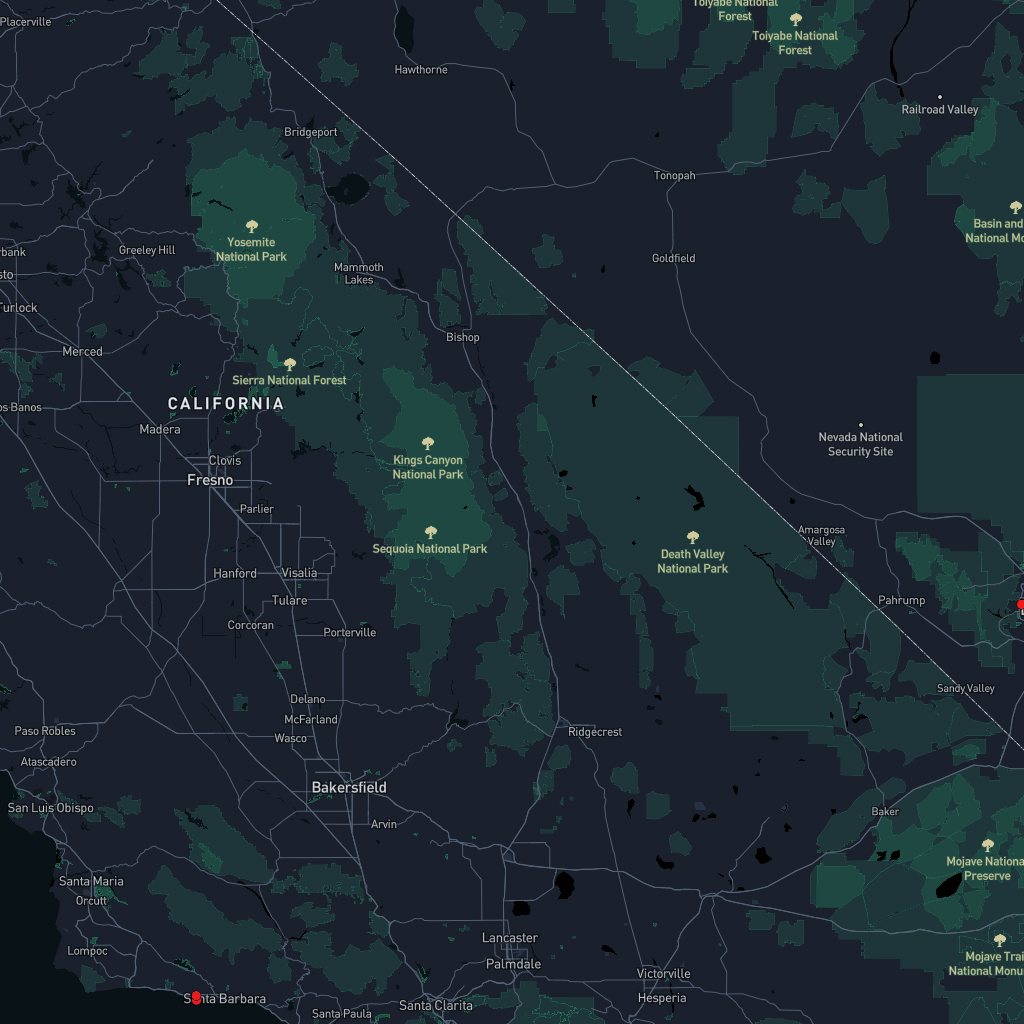 Toiyabe National
Forest
Placerville
Toiyabe National
Forest
Hawthorne
Railroad Valley
Bridgeport
Tonopah
Basin and
National Mo
Yosemite
National Park
Greeley Hill
rbank
Goldfield
sto
Mammoth
Lakes
Turlock
Bishop
Merced
Sierra National Forest
CALIFORNIA
os Banos
Madera
Nevada National
Security Site
Clovis
Kings Canyon
National Park
Fresno
Parlier
Amargosa
Valley
Sequoia National Park
Death Valley
National Park
Hanford
Visalia
Tulare
Pahrump
Corcoran
Porterville
Sandy Valley
Delano
McFarland
Paso Robles
Wasco
Ridgecrest
Atascadero
Bakersfield
San Luis Obispo
Baker
Arvin
Mojave Nationa
Preserve
Santa Maria
Orcutt
Lancaster
Lompoc
Palmdale
Mojave Trai
National Monu
Victorville
Santa Barbara
Hesperia
Santa Clarita
Santa Paula